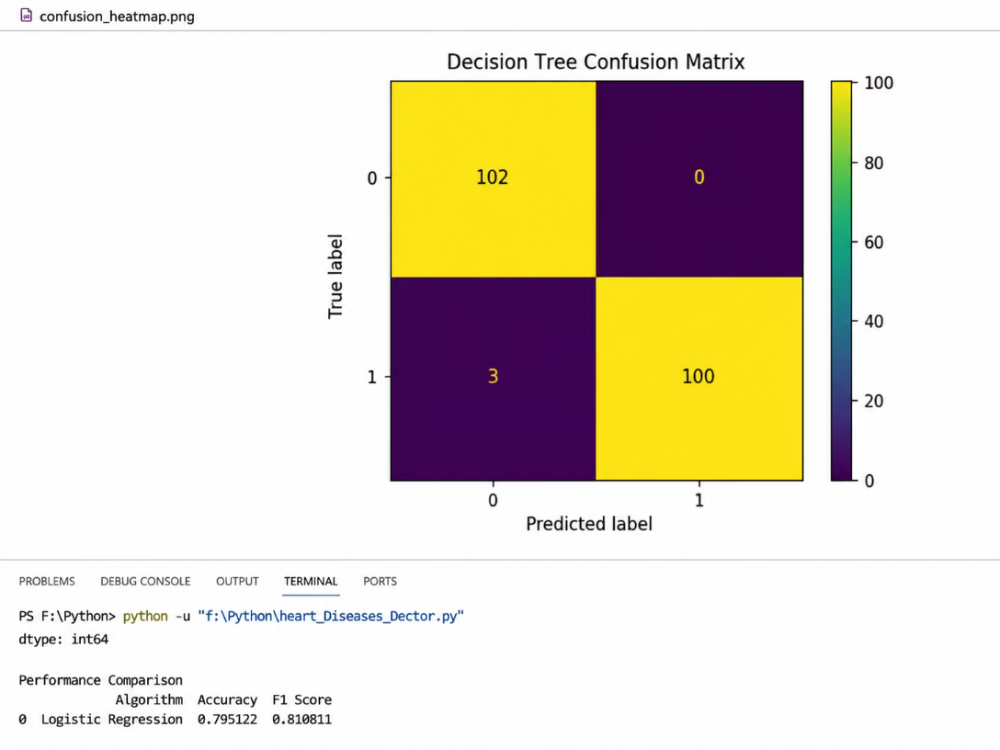 confusion_heatmap.png
Decision Tree Confusion Matrix
100
80
60
40
20
0
True label
0
102
0
1
3
100
0
1
Predicted label
PROBLEMS DEBUG CONSOLE OUTPUT TERMINAL PORTS
PS F:\Python> python -u "f:\Python\heart_Diseases_Dector.py"
dtype: int64
Performance Comparison
Algorithm Accuracy F1 Score
0 Logistic Regression 0.795122 0.810811